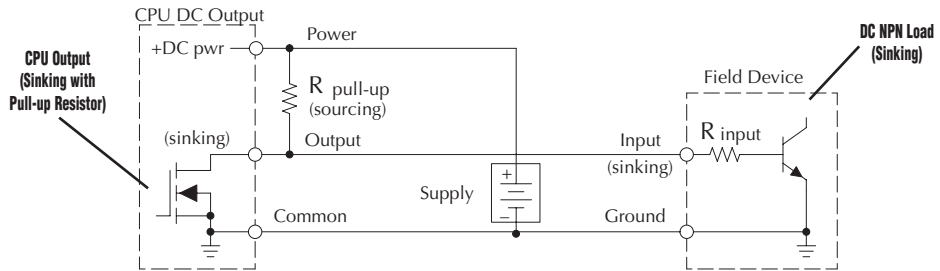 CPU DC Output
+DC pwr
Power
CPU Output
(Sinking with
Pull-up Resistor)
R pull-up
(sourcing)
(sinking)
Output
Supply
+
–
Common
DC NPN Load
(Sinking)
Field Device
Input
(sinking)
R input
Ground